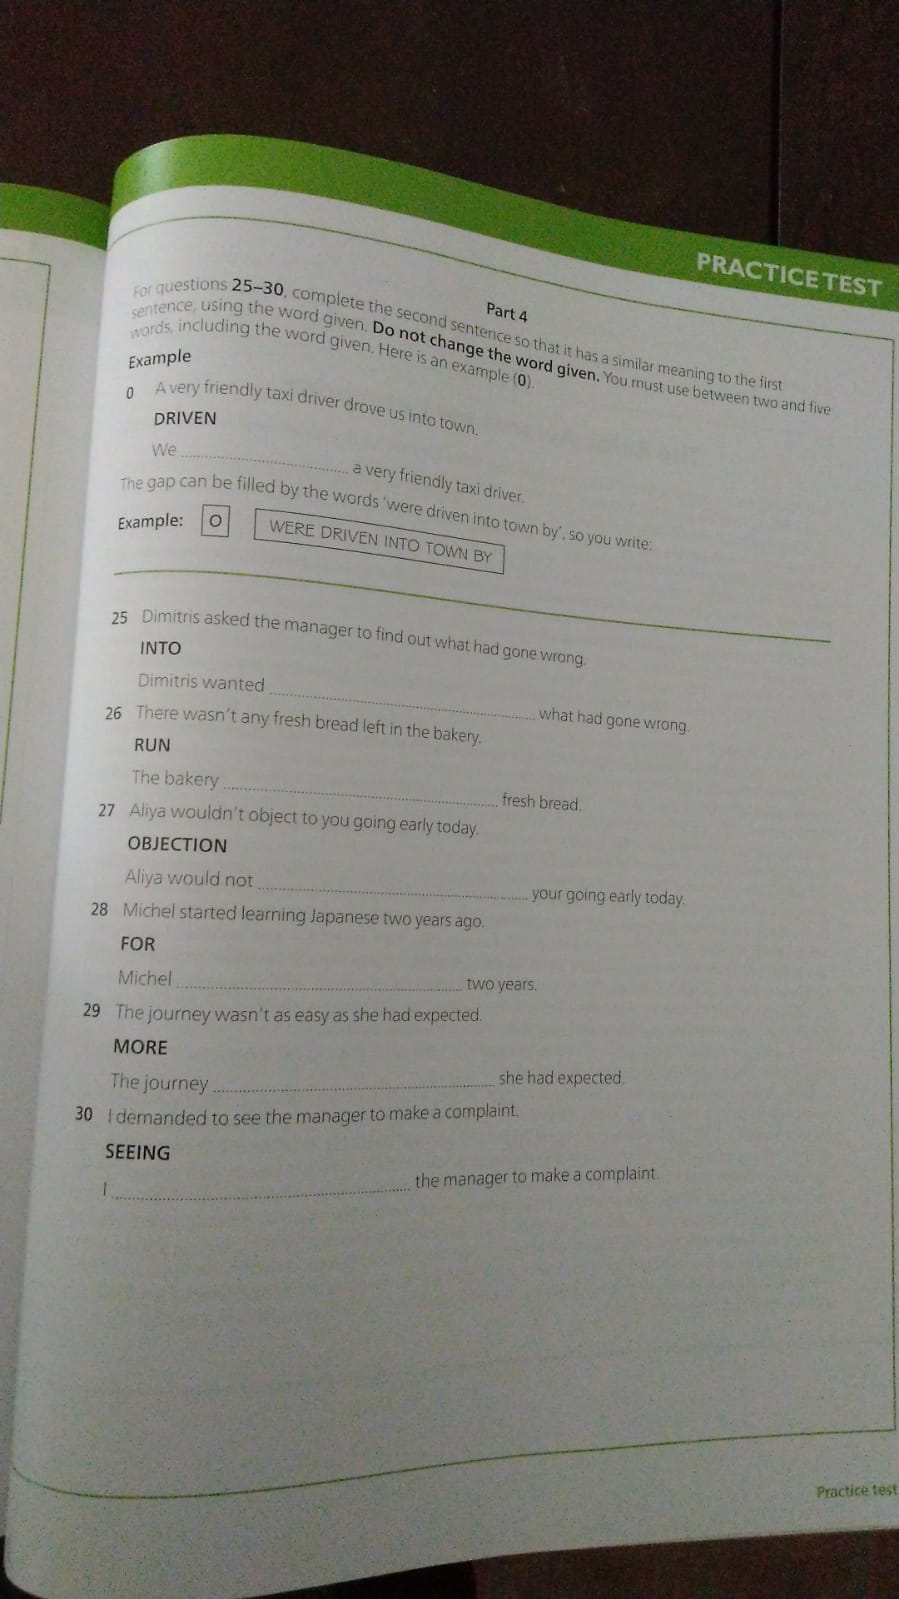 PRACTICE TEST
Part 4
For questions 25–30, complete the second sentence so that it has a similar meaning to the first
sentence, using the word given. Do not change the word given. You must use between two and five
words, including the word given. Here is an example (0).
Example
0 A very friendly taxi driver drove us into town.
DRIVEN
We ........................................ a very friendly taxi driver.
The gap can be filled by the words 'were driven into town by', so you write:
Example: O WERE DRIVEN INTO TOWN BY
25 Dimitris asked the manager to find out what had gone wrong.
INTO
Dimitris wanted ........................................ what had gone wrong.
26 There wasn't any fresh bread left in the bakery.
RUN
The bakery ........................................ fresh bread.
27 Aliya wouldn't object to you going early today.
OBJECTION
Aliya would not ........................................ your going early today.
28 Michel started learning Japanese two years ago.
FOR
Michel ........................................ two years.
29 The journey wasn't as easy as she had expected.
MORE
The journey ........................................ she had expected.
30 I demanded to see the manager to make a complaint.
SEEING
I ........................................ the manager to make a complaint.
Practice test